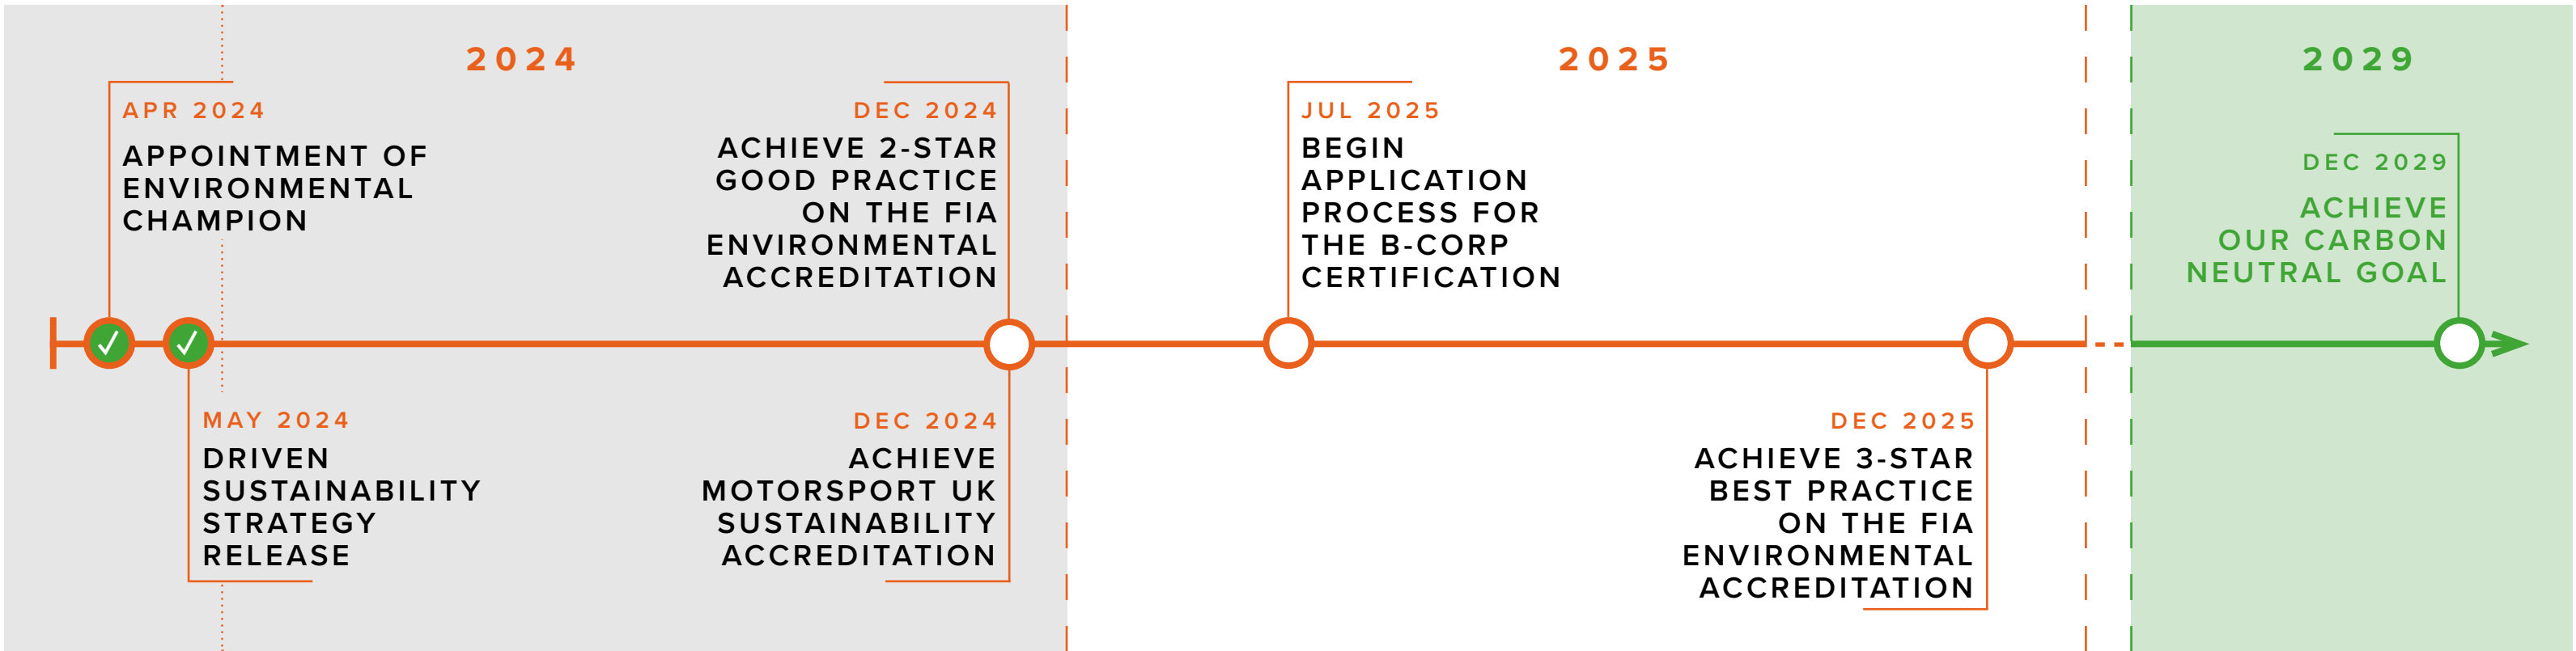 2024
APR 2024
APPOINTMENT OF
ENVIRONMENTAL
CHAMPION
MAY 2024
DRIVEN
SUSTAINABILITY
STRATEGY
RELEASE
DEC 2024
ACHIEVE 2-STAR
GOOD PRACTICE
ON THE FIA
ENVIRONMENTAL
ACCREDITATION
DEC 2024
ACHIEVE
MOTORSPORT UK
SUSTAINABILITY
ACCREDITATION
2025
JUL 2025
BEGIN
APPLICATION
PROCESS FOR
THE B-CORP
CERTIFICATION
DEC 2025
ACHIEVE 3-STAR
BEST PRACTICE
ON THE FIA
ENVIRONMENTAL
ACCREDITATION
2029
DEC 2029
ACHIEVE
OUR CARBON
NEUTRAL GOAL